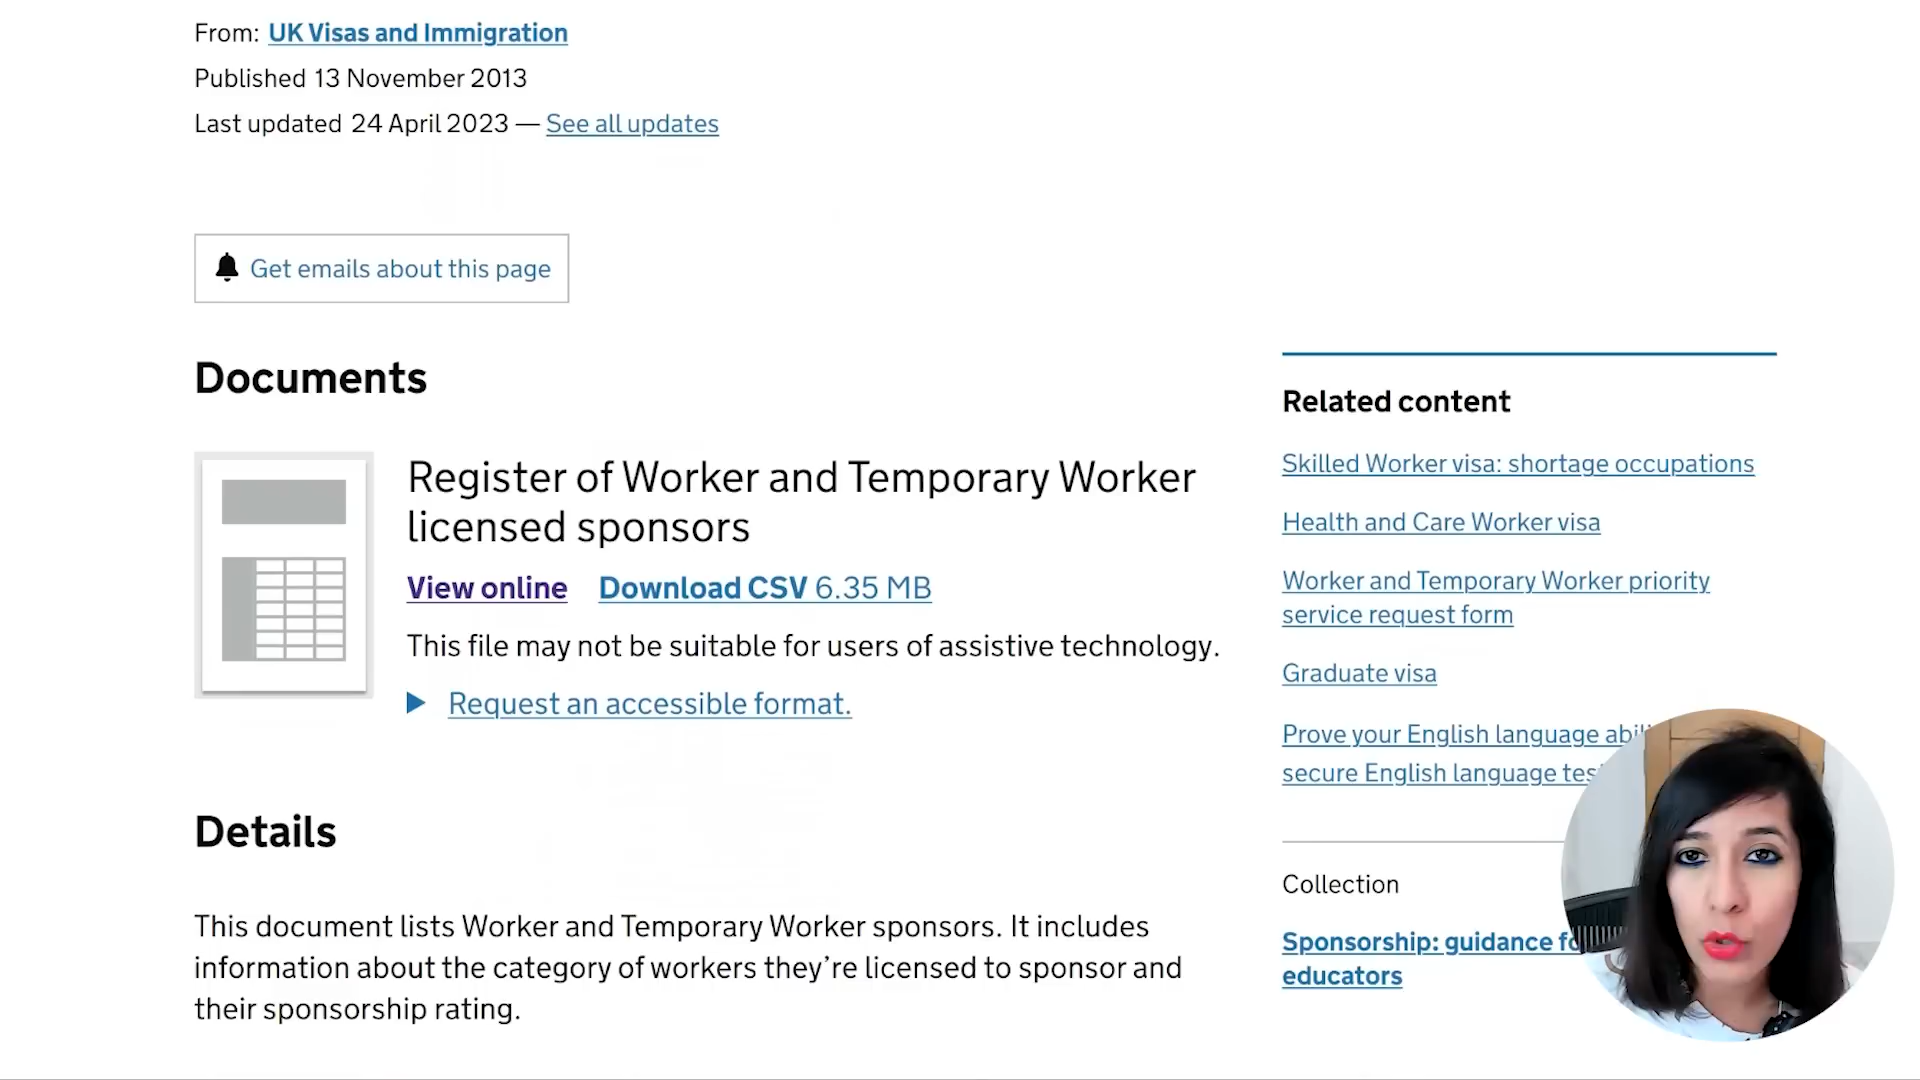 From: UK Visas and Immigration
Published 13 November 2013
Last updated 24 April 2023 — See all updates
Get emails about this page
Documents
Register of Worker and Temporary Worker
licensed sponsors
View online Download CSV 6.35 MB
This file may not be suitable for users of assistive technology.
Request an accessible format.
Details
This document lists Worker and Temporary Worker sponsors. It includes
information about the category of workers they’re licensed to sponsor and
their sponsorship rating.
Related content
Skilled Worker visa: shortage occupations
Health and Care Worker visa
Worker and Temporary Worker priority
service request form
Graduate visa
Prove your English language
secure English language
Collection
Sponsorship: guidance
educators